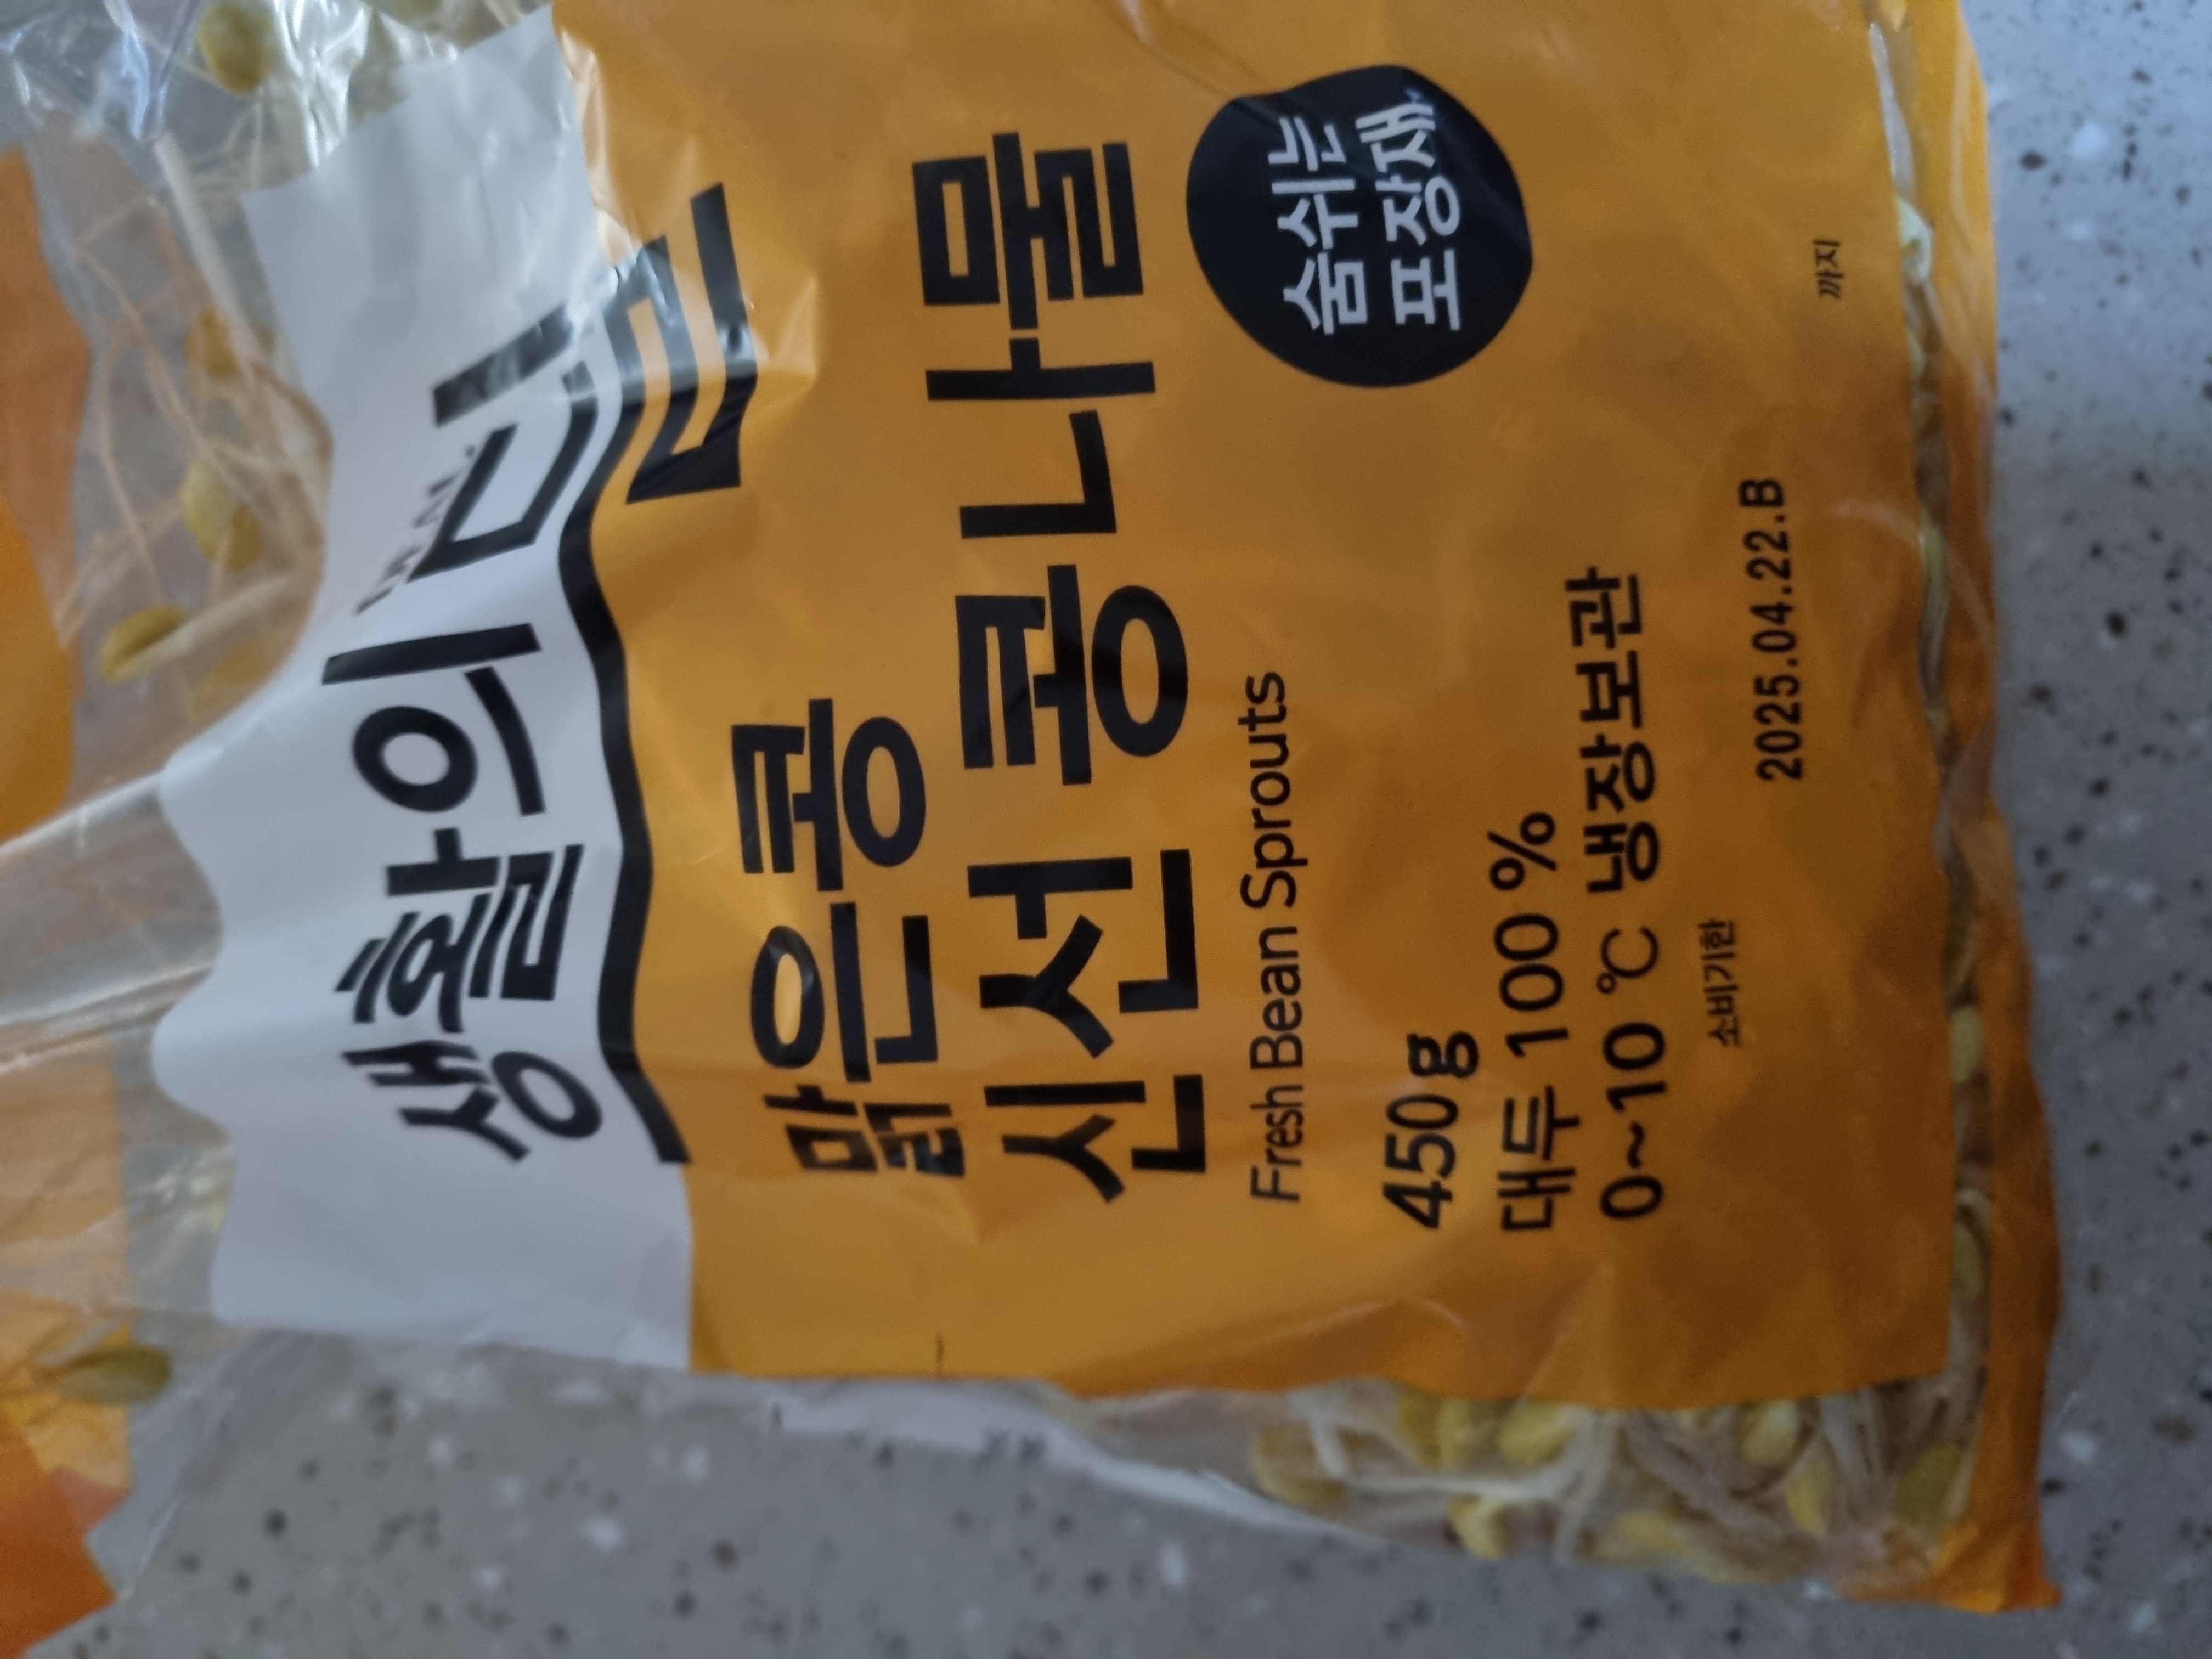 생활의
맑은콩
신선 콩나물
Fresh Bean Sprouts
숨쉬는
포장재
450 g
대두 100 %
0~10 ℃ 냉장보관
소비기한
2025.04.22.B
까지